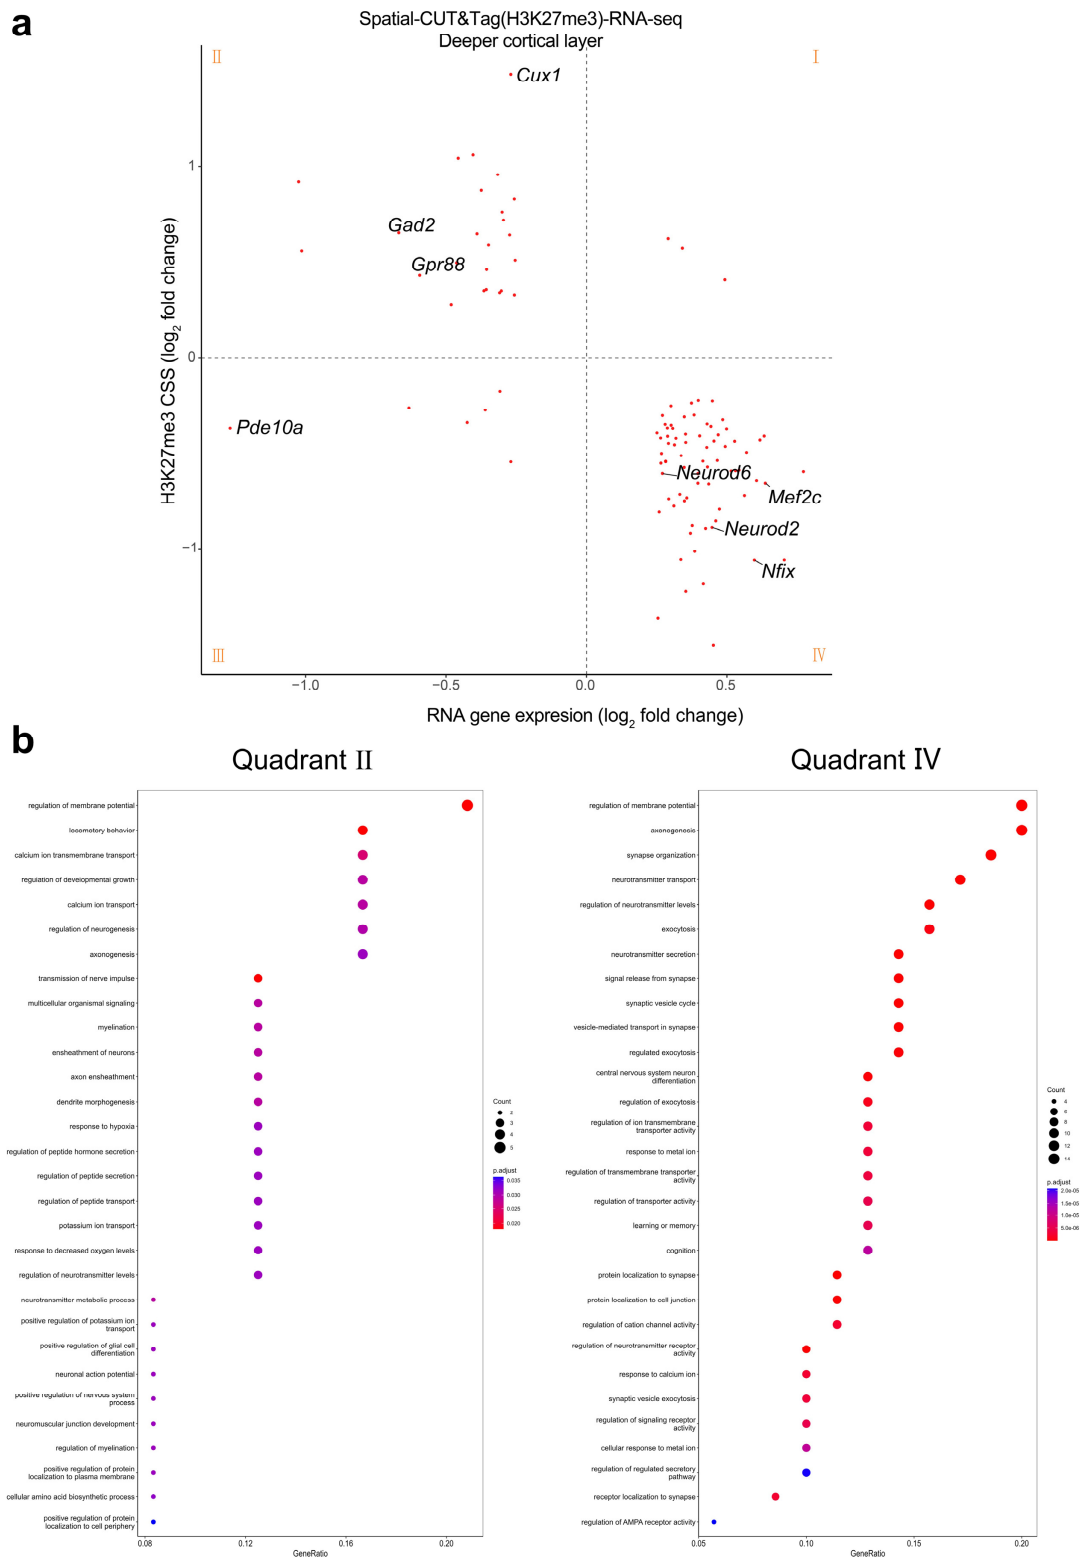 a
Spatial-CUT&Tag(H3K27me3)-RNA-seq
Deeper cortical layer
II
I
Cux1
1
Gad2
Gpr88
H3K27me3 CSS (log2 fold change)
0
Pde10a
Neurod6
Mef2c
Neurod2
−1
Nfix
III
IV
−1.0
−0.5
0.0
0.5
RNA gene expresion (log2 fold change)
b
Quadrant II
regulation of membrane potential
locomotory behavior
calcium ion transmembrane transport
regulation of developmental growth
calcium ion transport
regulation of neurogenesis
axonogenesis
transmission of nerve impulse
multicellular organismal signaling
myelination
ensheathment of neurons
axon ensheathment
dendrite morphogenesis
response to hypoxia
regulation of peptide hormone secretion
regulation of peptide secretion
regulation of peptide transport
potassium ion transport
response to decreased oxygen levels
regulation of neurotransmitter levels
neurotransmitter metabolic process
positive regulation of potassium ion
transport
positive regulation of glial cell
differentiation
neuronal action potential
positive regulation of nervous system
process
neuromuscular junction development
regulation of myelination
positive regulation of protein
localization to plasma membrane
cellular amino acid biosynthetic process
positive regulation of protein
localization to cell periphery
0.08
0.12
0.16
0.20
GeneRatio
Count
2
3
4
5
p.adjust
0.035
0.030
0.025
0.020
Quadrant IV
regulation of membrane potential
axonogenesis
synapse organization
neurotransmitter transport
regulation of neurotransmitter levels
exocytosis
neurotransmitter secretion
signal release from synapse
synaptic vesicle cycle
vesicle-mediated transport in synapse
regulated exocytosis
central nervous system neuron
differentiation
regulation of exocytosis
regulation of ion transmembrane
transporter activity
response to metal ion
regulation of transmembrane transporter
activity
regulation of transporter activity
learning or memory
cognition
protein localization to synapse
protein localization to cell junction
regulation of cation channel activity
regulation of neurotransmitter receptor
activity
response to calcium ion
synaptic vesicle exocytosis
regulation of signaling receptor
activity
cellular response to metal ion
regulation of regulated secretory
pathway
receptor localization to synapse
regulation of AMPA receptor activity
0.05
0.10
0.15
0.20
GeneRatio
Count
4
6
8
10
12
14
p.adjust
2.0e-05
1.5e-05
1.0e-05
5.0e-06